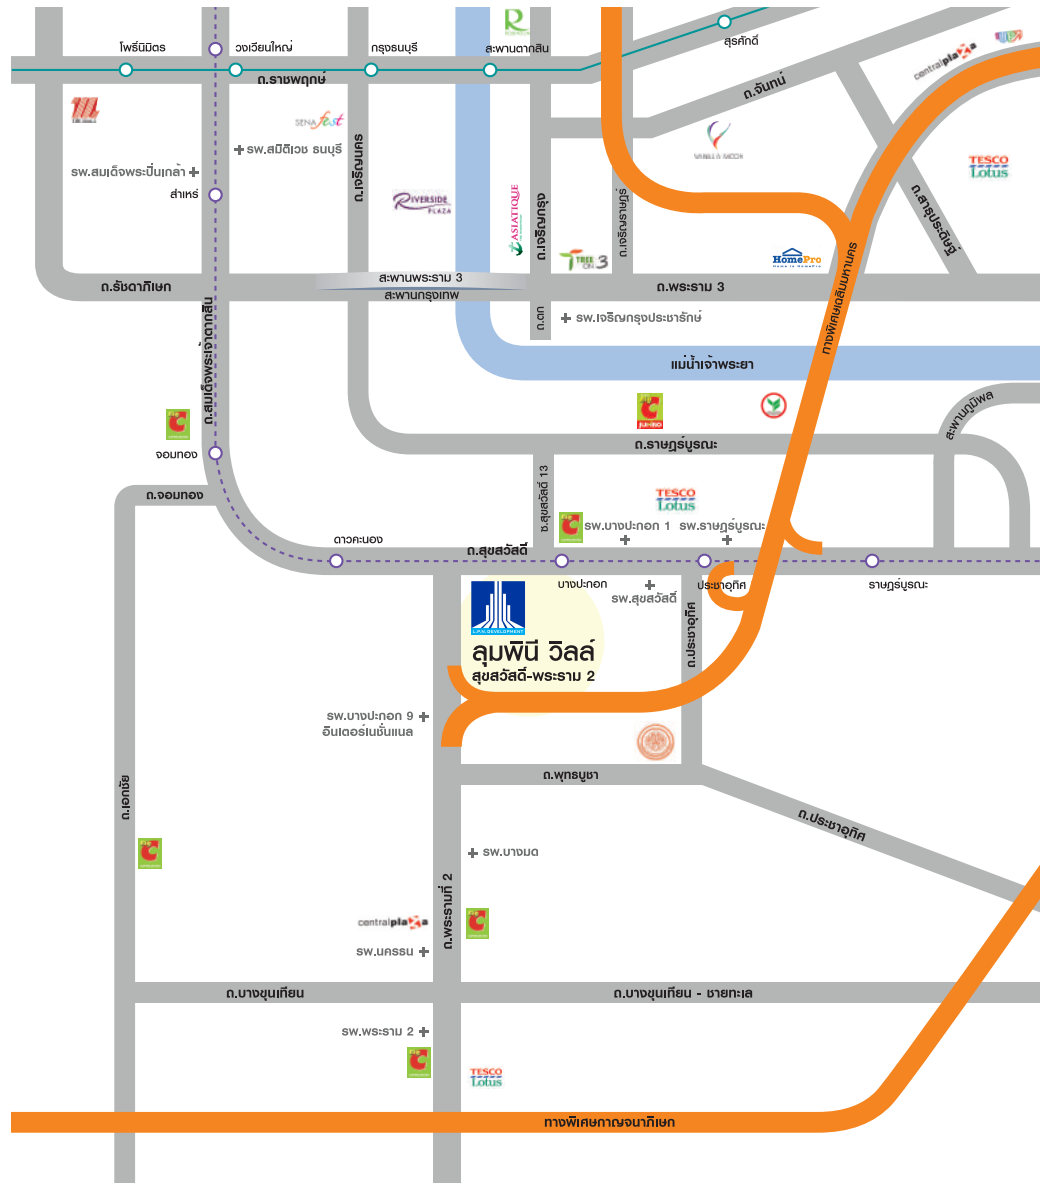 โพธิ์นิมิตร
วงเวียนใหญ่
กรุงธนบุรี
สะพานตากสิน
สุรศักดิ์
ถ.ราชพฤกษ์
centralplaza
ถ.จันทน์
SENA fest
รพ.สมิติเวช ธนบุรี
รพ.สมเด็จพระปิ่นเกล้า
VANILLA MOON
TESCO
Lotus
สำเหร่
ถ.เจริญนคร
RIVERSIDE
PLAZA
ASIATIQUE
ถ.เจริญกรุง
ถ.เจริญราษฎร์
ถ.สาธุประดิษฐ์
TREE
ON 3
HomePro
ถ.รัชดาภิเษก
สะพานพระราม 3
สะพานกรุงเทพ
ถ.พระราม 3
ทางพิเศษเฉลิมมหานคร
ถ.ตก
รพ.เจริญกรุงประชารักษ์
ถ.สมเด็จพระเจ้าตากสิน
แม่น้ำเจ้าพระยา
สะพานภูมิพล
JUMBO
ถ.ราษฎร์บูรณะ
จอมทอง
ถ.จอมทอง
ซ.สุขสวัสดิ์ 13
TESCO
Lotus
รพ.บางปะกอก 1
รพ.ราษฎร์บูรณะ
ดาวคะนอง
ถ.สุขสวัสดิ์
บางปะกอก
ประชาอุทิศ
ราษฎร์บูรณะ
รพ.สุขสวัสดิ์
L.P.N. DEVELOPMENT
ลุมพินี วิลล์
สุขสวัสดิ์-พระราม 2
ถ.ประชาอุทิศ
รพ.บางปะกอก 9
อินเตอร์เนชั่นแนล
ถ.พุทธบูชา
ถ.เอกชัย
ถ.ประชาอุทิศ
รพ.บางมด
ถ.พระรามที่ 2
centralplaza
รพ.นครธน
ถ.บางขุนเทียน
ถ.บางขุนเทียน - ชายทะเล
รพ.พระราม 2
TESCO
Lotus
ทางพิเศษกาญจนาภิเษก